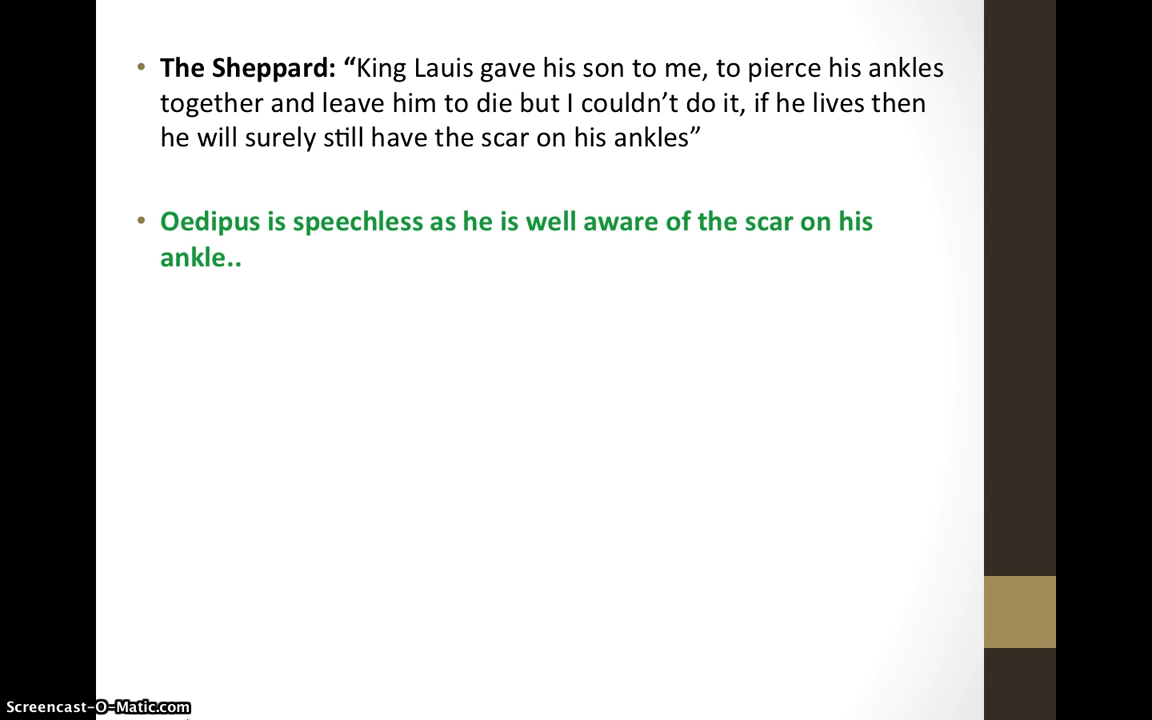 • The Sheppard: “King Lauis gave his son to me, to pierce his ankles
together and leave him to die but I couldn’t do it, if he lives then
he will surely still have the scar on his ankles”
• Oedipus is speechless as he is well aware of the scar on his
ankle..
Screencast-O-Matic.com